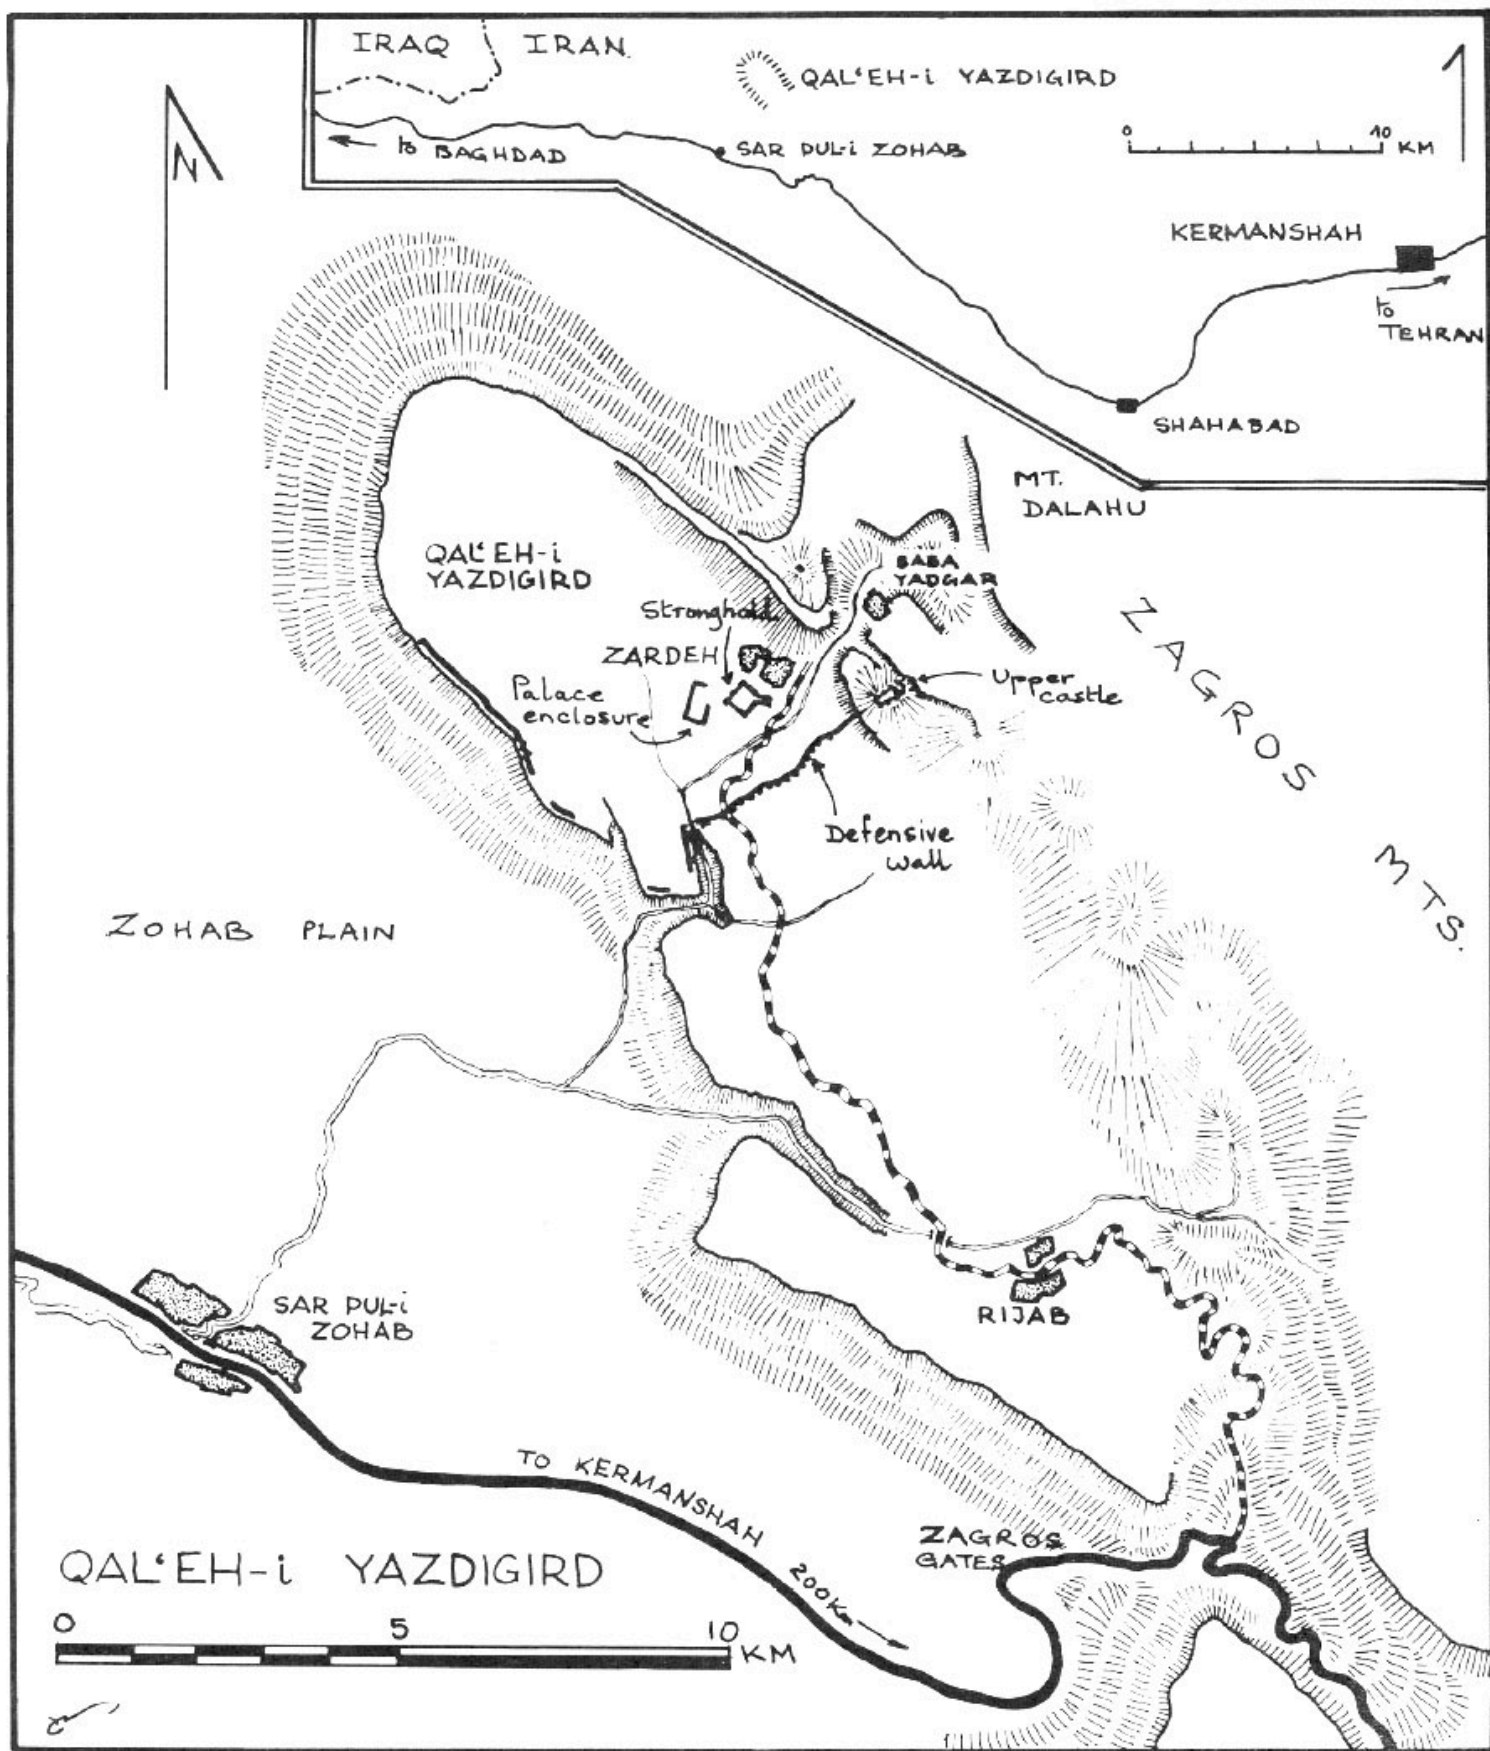 IRAQ
IRAN.
QAL'EH-i YAZDIGIRD
to BAGHDAD
SAR PUL-i ZOHAB
0
10
KM
N
KERMANSHAH
to
TEHRAN
SHAHABAD
MT.
DALAHU
QAL'EH-i
YAZDIGIRD
BABA
YADGAR
Stronghold
ZARDEH
Palace
enclosure
Upper
castle
ZAGROS
MTS.
Defensive
wall
ZOHAB PLAIN
SAR PUL-i
ZOHAB
RIJAB
TO KERMANSHAH 200 Km
ZAGROS
GATES
QAL'EH-i YAZDIGIRD
0
5
10
KM